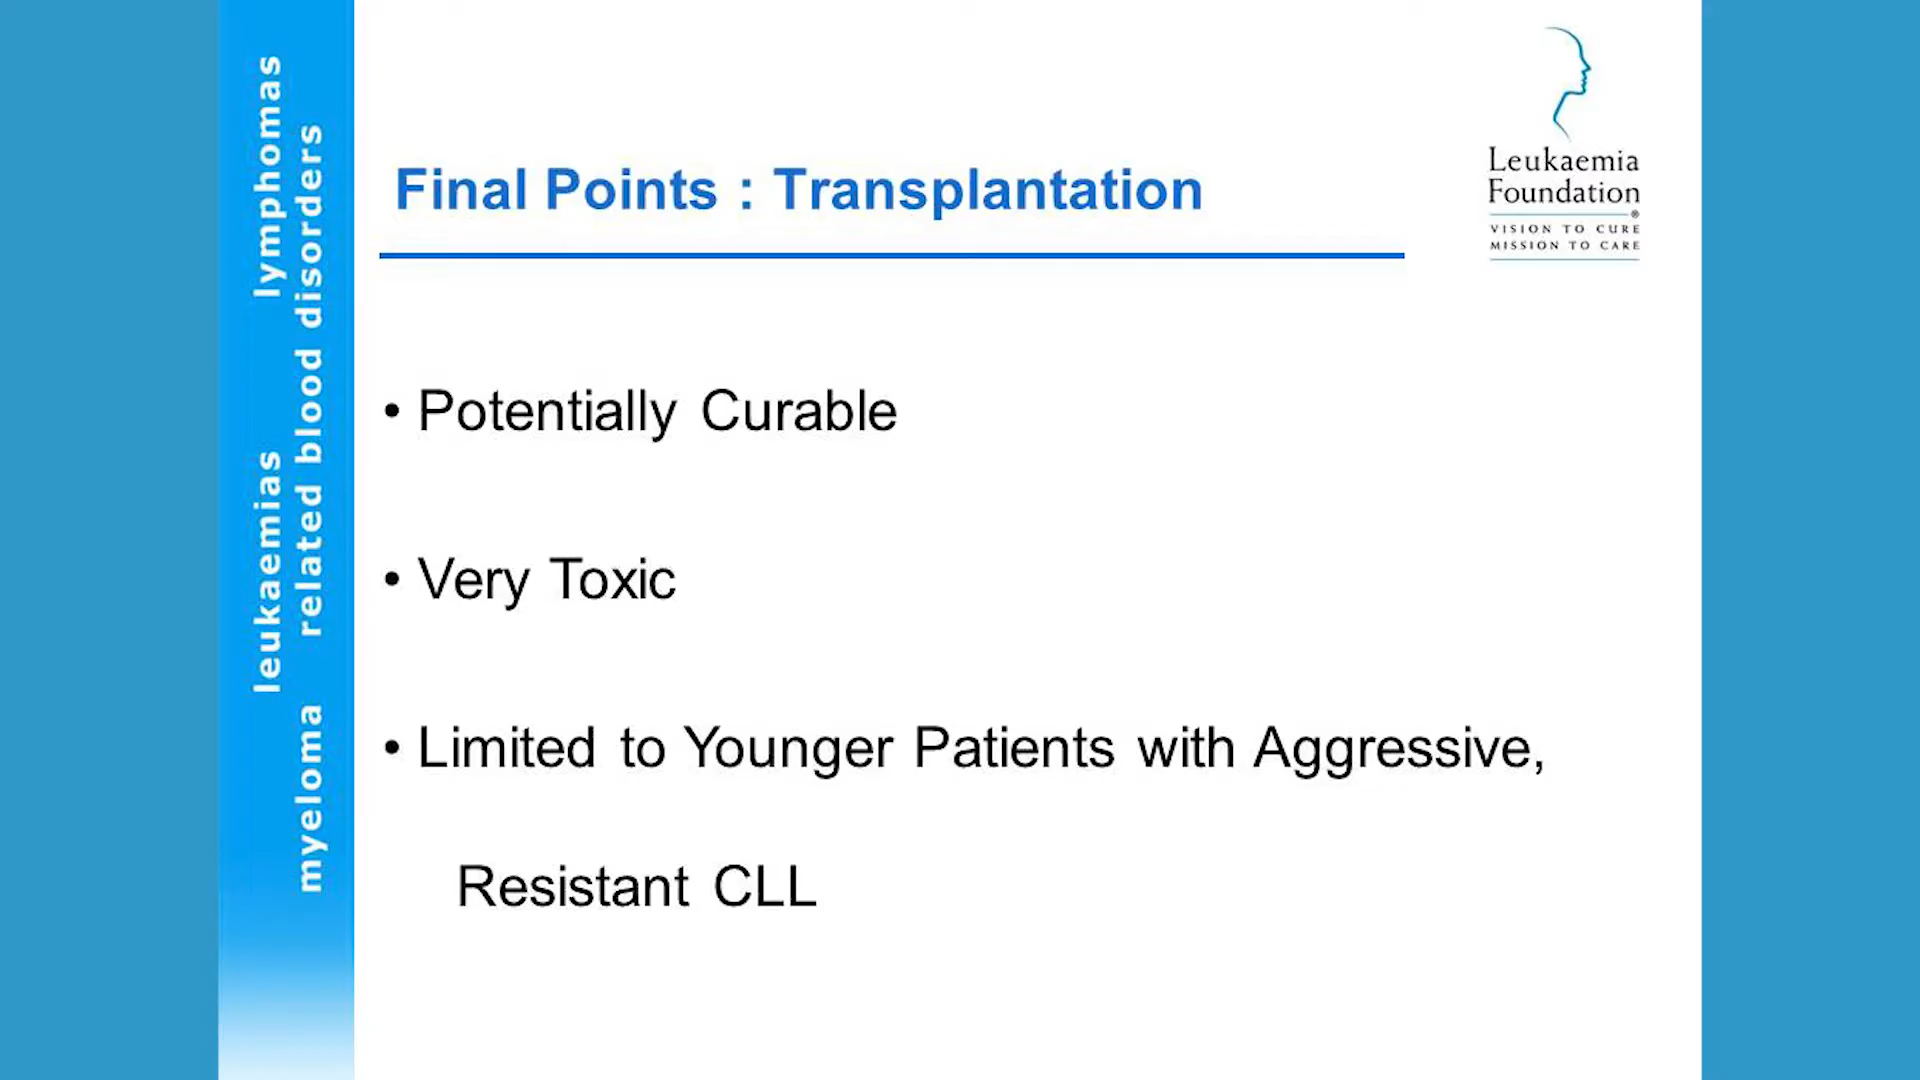 lymphomas
leukaemias
related blood disorders
myeloma
Leukaemia
Foundation
®
VISION TO CURE
MISSION TO CARE
Final Points : Transplantation
• Potentially Curable
• Very Toxic
• Limited to Younger Patients with Aggressive,
Resistant CLL